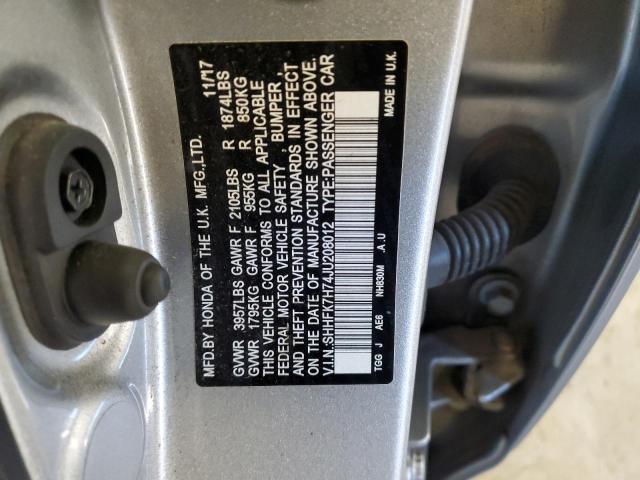 MFD.BY HONDA OF THE U.K. MFG.,LTD. 11/17
GVWR 3957LBS GAWR F 2105LBS R 1874LBS
GVWR 1795KG GAWR F 955KG R 850KG
THIS VEHICLE CONFORMS TO ALL APPLICABLE
FEDERAL MOTOR VEHICLE SAFETY , BUMPER ,
AND THEFT PREVENTION STANDARDS IN EFFECT
ON THE DATE OF MANUFACTURE SHOWN ABOVE.
V.I.N.:SHHFK7H74JU208012 TYPE:PASSENGER CAR
TGG J AE6 NH830M .A .U MADE IN U.K.